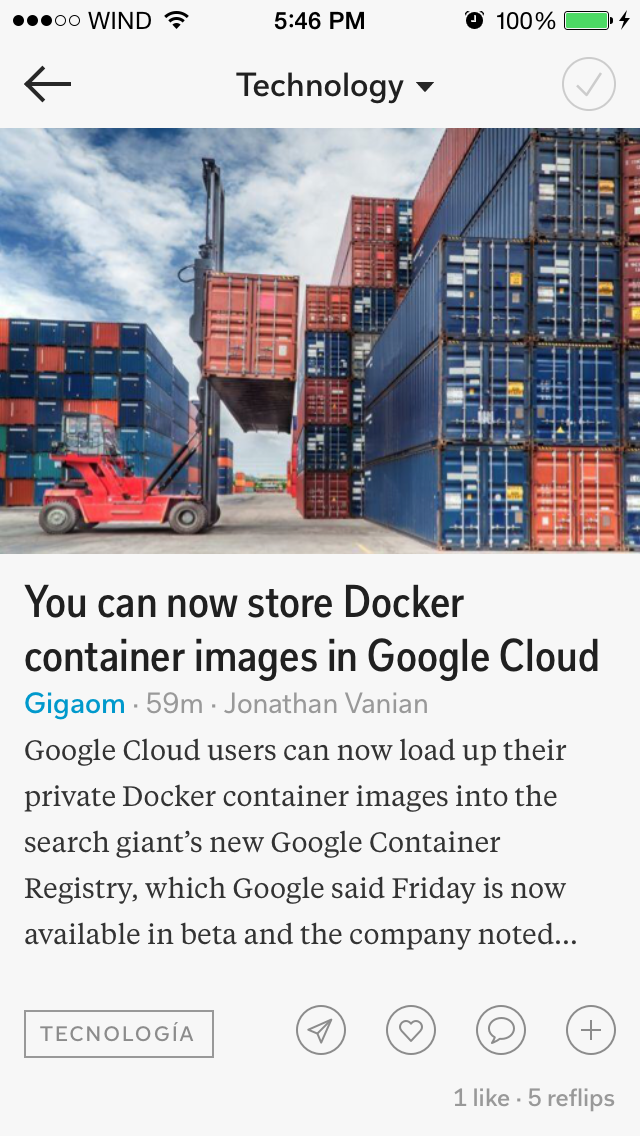 WIND 5:46 PM 100%
Technology
You can now store Docker
container images in Google Cloud
Gigaom · 59m · Jonathan Vanian
Google Cloud users can now load up their
private Docker container images into the
search giant’s new Google Container
Registry, which Google said Friday is now
available in beta and the company noted...
TECNOLOGÍA
1 like · 5 reflips